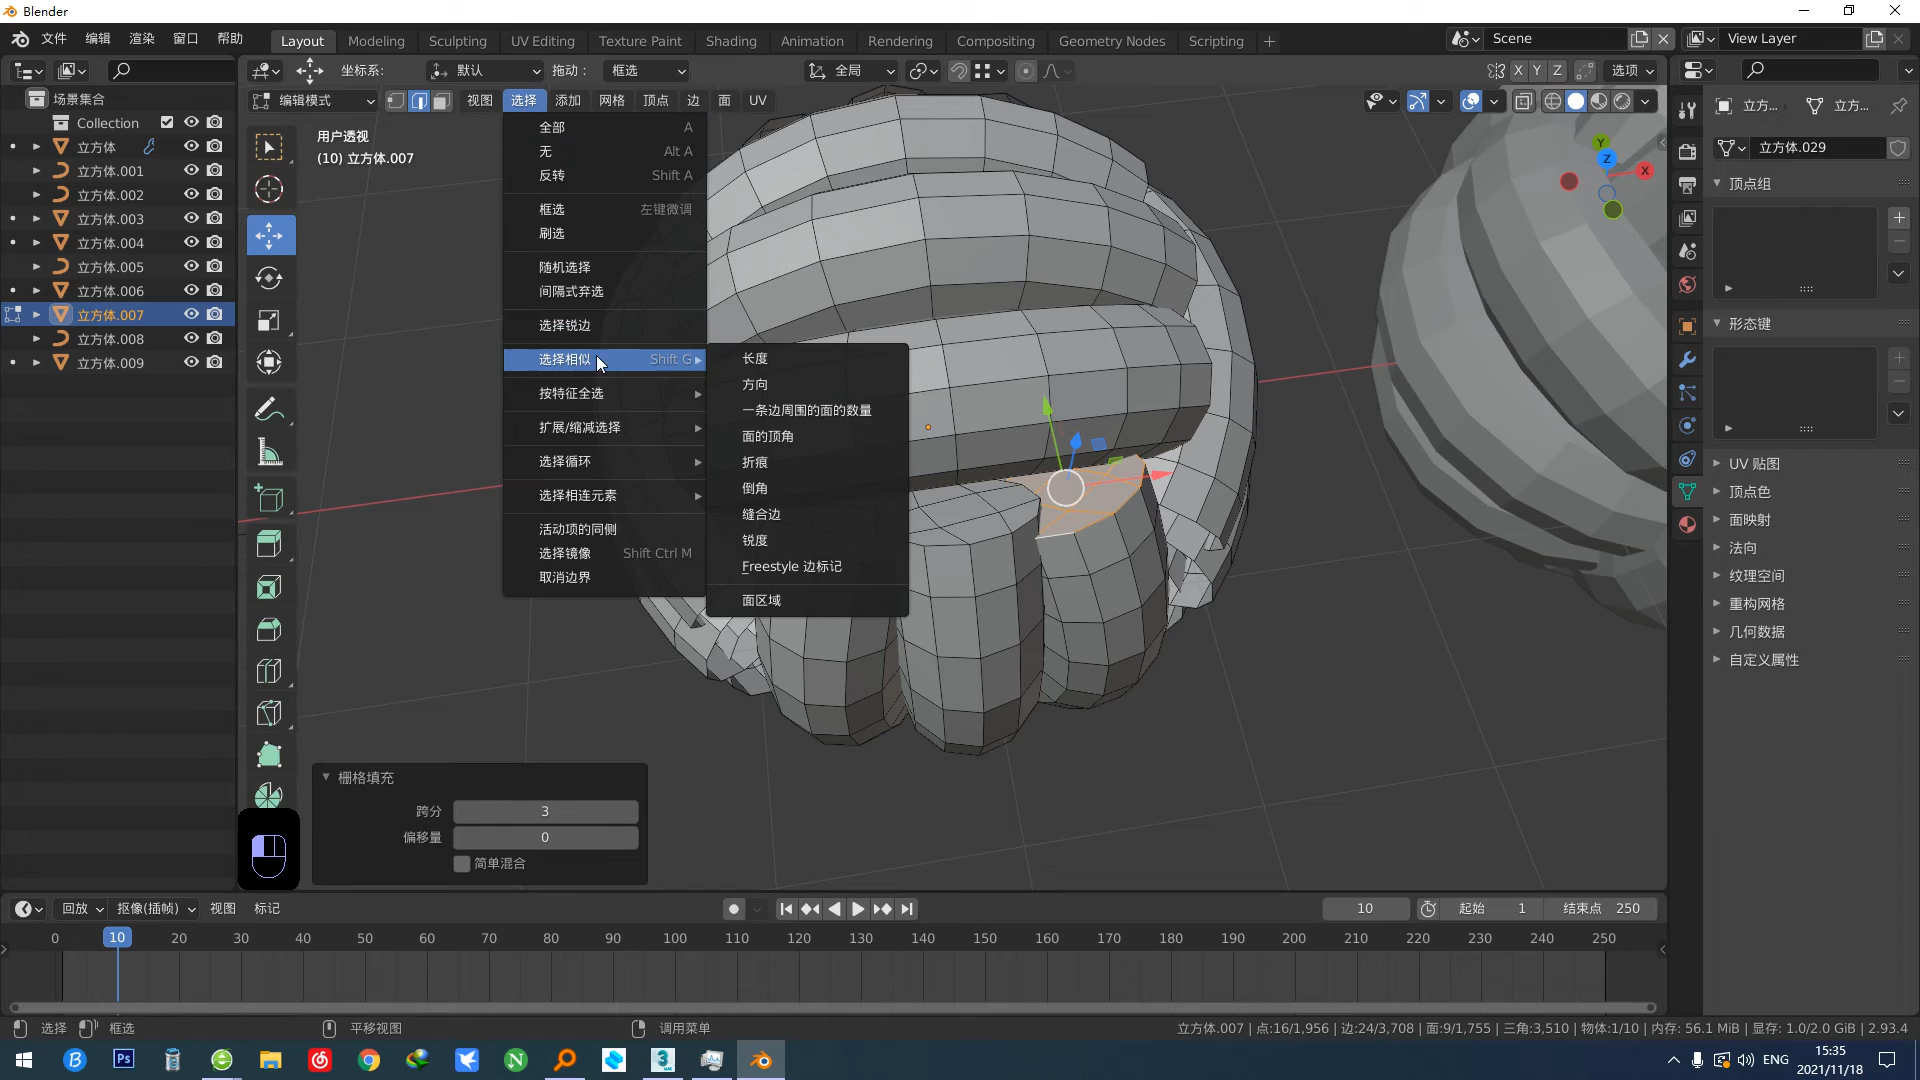 Blender
文件 编辑 渲染 窗口 帮助 Layout Modeling Sculpting UV Editing Texture Paint Shading Animation Rendering Compositing Geometry Nodes Scripting + Scene View Layer
坐标系: 默认 拖动: 框选 全局 X Y Z 选项
编辑模式 视图 选择 添加 网格 顶点 边 面 UV
场景集合
Collection
立方体
立方体.001
立方体.002
立方体.003
立方体.004
立方体.005
立方体.006
立方体.007
立方体.008
立方体.009
用户透视
(10) 立方体.007
全部 A
无 Alt A
反转 Shift A
框选 左键微调
刷选
随机选择
间隔式弃选
选择锐边
选择相似 Shift G
按特征全选
扩展/缩减选择
选择循环
选择相连元素
活动项的同侧
选择镜像 Shift Ctrl M
取消边界
长度
方向
一条边周围的面的数量
面的顶角
折痕
倒角
缝合边
锐度
Freestyle 边标记
面区域
Y
Z
X
立方... 立方...
立方体.029
顶点组
形态键
UV 贴图
顶点色
面映射
法向
纹理空间
重构网格
几何数据
自定义属性
栅格填充
跨分 3
偏移量 0
简单混合
回放 抠像(插帧) 视图 标记 10 起始 1 结束点 250
0 10 20 30 40 50 60 70 80 90 100 110 120 130 140 150 160 170 180 190 200 210 220 230 240 250
选择 框选 平移视图 调用菜单 立方体.007 | 点:16/1,956 | 边:24/3,708 | 面:9/1,755 | 三角:3,510 | 物体:1/10 | 内存: 56.1 MiB | 显存: 1.0/2.0 GiB | 2.93.4
Ps ENG 15:35
2021/11/18